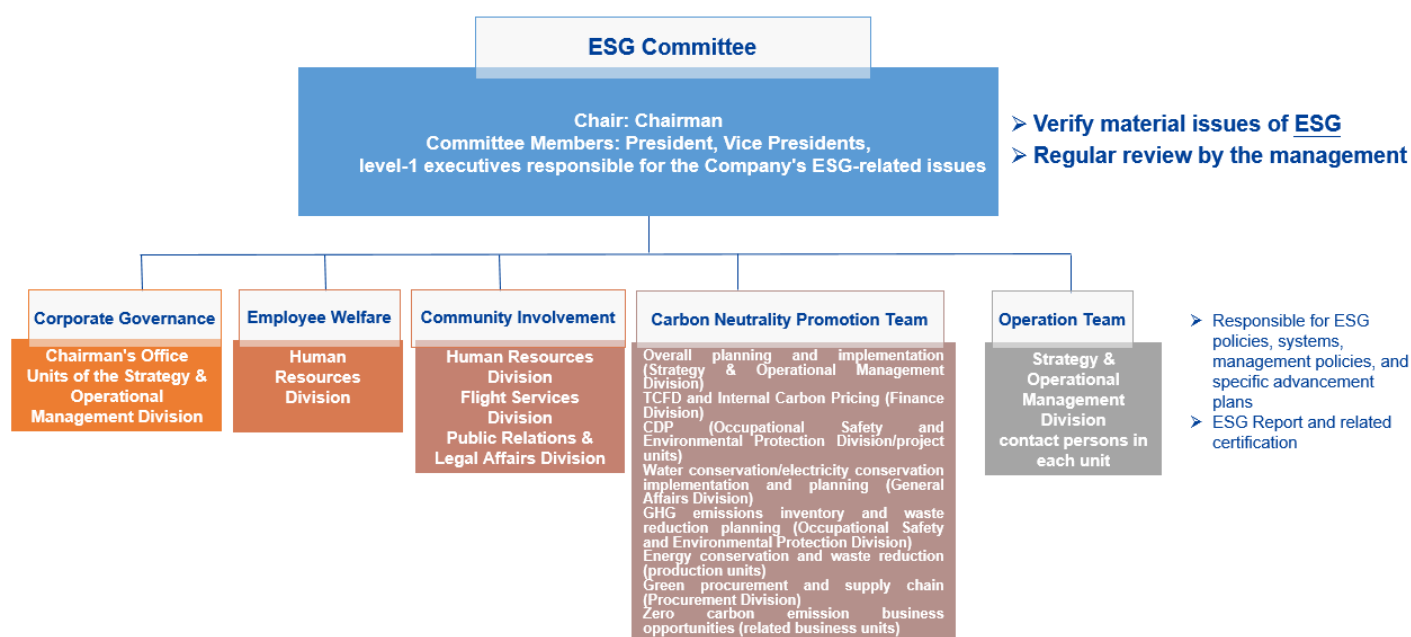 ESG Committee
Chair: Chairman
Committee Members: President, Vice Presidents,
level-1 executives responsible for the Company's ESG-related issues
➢ Verify material issues of ESG
➢ Regular review by the management
Corporate Governance
Chairman's Office
Units of the Strategy &
Operational
Management Division
Employee Welfare
Human
Resources
Division
Community Involvement
Human Resources
Division
Flight Services
Division
Public Relations &
Legal Affairs Division
Carbon Neutrality Promotion Team
Overall planning and implementation
(Strategy & Operational Management
Division)
TCFD and Internal Carbon Pricing (Finance
Division)
CDP (Occupational Safety and
Environmental Protection Division/project
units)
Water conservation/electricity conservation
implementation and planning (General
Affairs Division)
GHG emissions inventory and waste
reduction planning (Occupational Safety
and Environmental Protection Division)
Energy conservation and waste reduction
(production units)
Green procurement and supply chain
(Procurement Division)
Zero carbon emission business
opportunities (related business units)
Operation Team
Strategy &
Operational
Management
Division
contact persons in
each unit
➢ Responsible for ESG
policies, systems,
management policies, and
specific advancement
plans
➢ ESG Report and related
certification